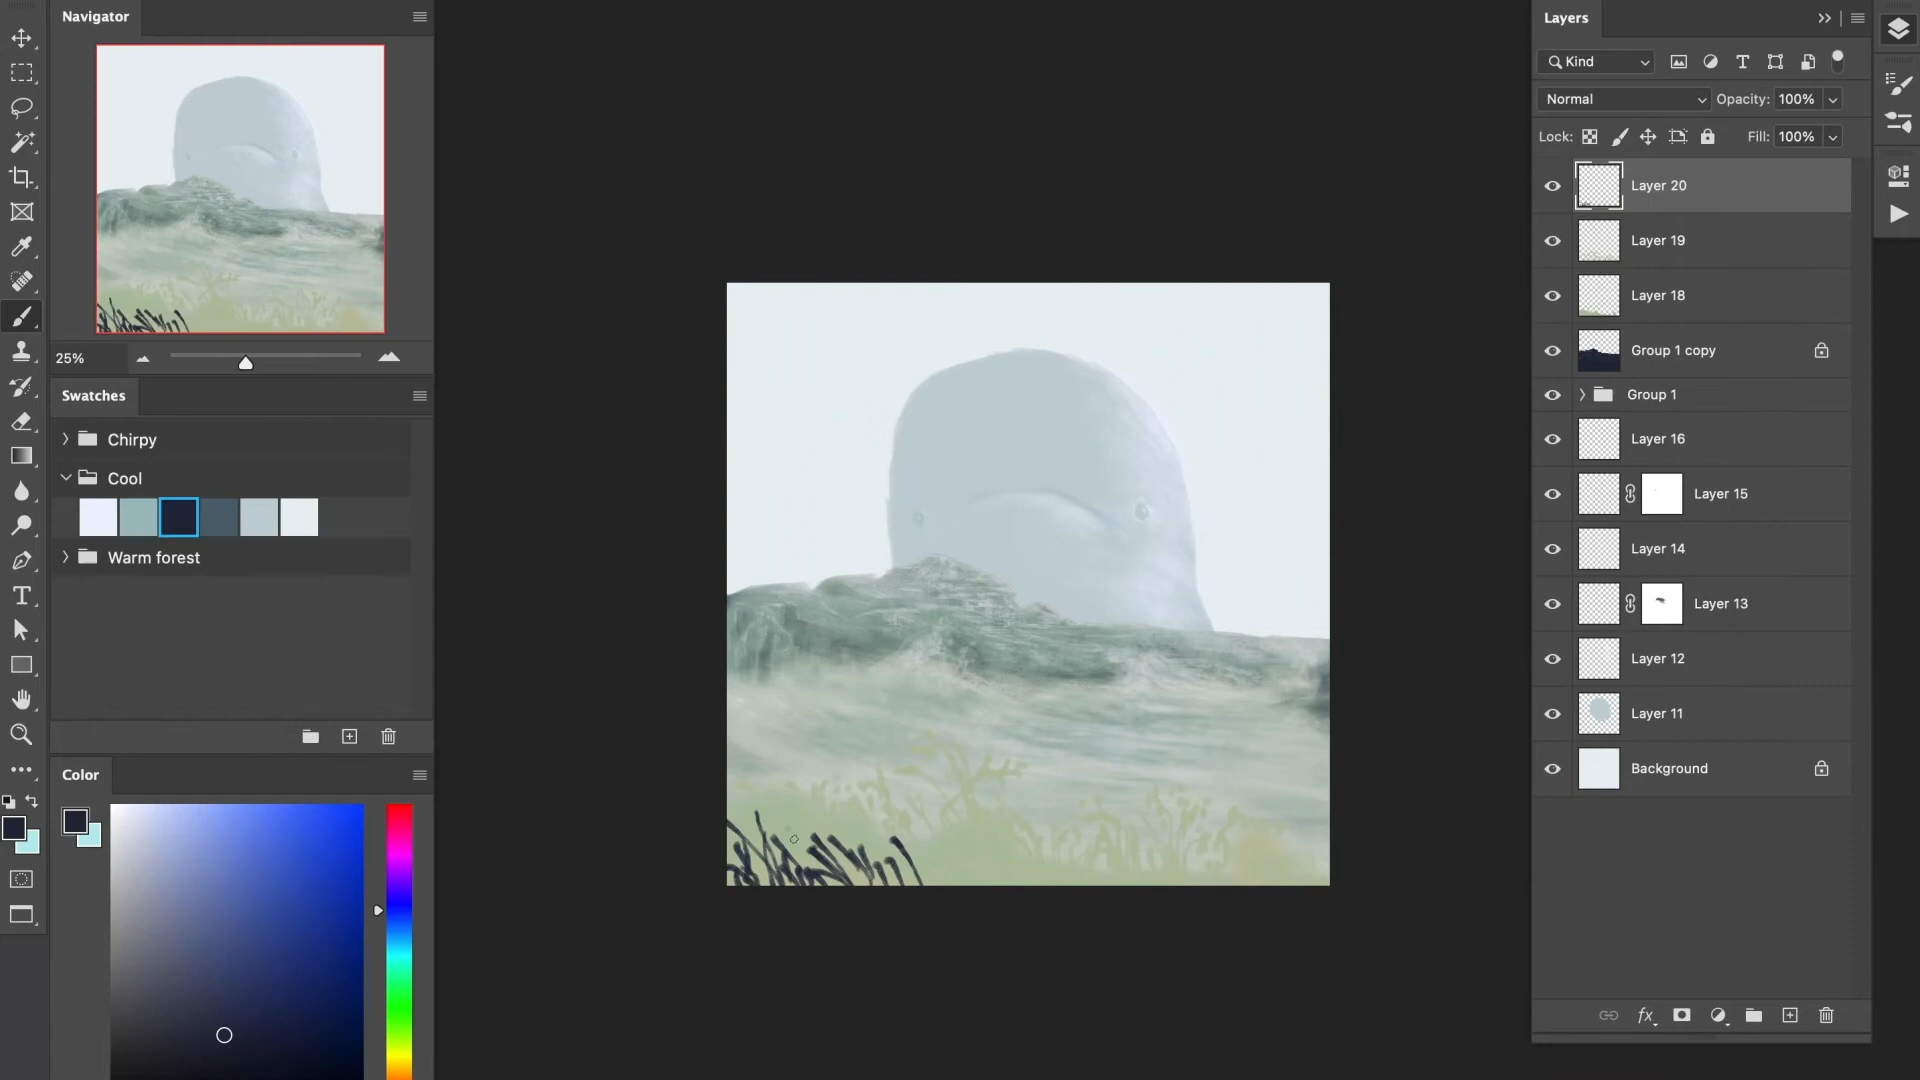 Navigator
25%
Swatches
Chirpy
Cool
Warm forest
Color
Layers
Kind
Normal
Opacity: 100%
Lock:
Fill: 100%
Layer 20
Layer 19
Layer 18
Group 1 copy
Group 1
Layer 16
Layer 15
Layer 14
Layer 13
Layer 12
Layer 11
Background